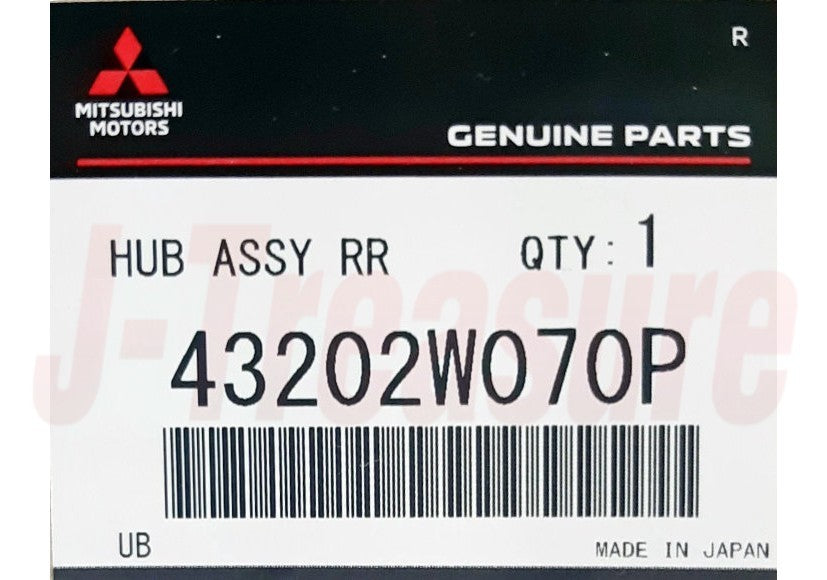 R
MITSUBISHI
MOTORS
GENUINE PARTS
HUB ASSY RR QTY: 1
43202W070P
UB MADE IN JAPAN
J-Treasure